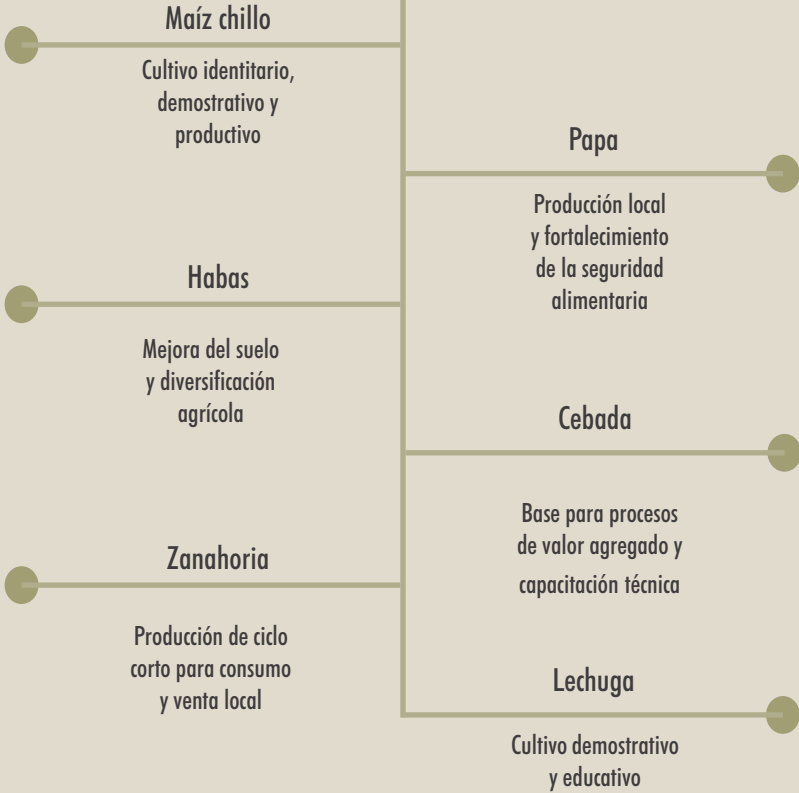 Maíz chillo
Cultivo identitario,
demostrativo y
productivo
Papa
Producción local
y fortalecimiento
de la seguridad
alimentaria
Habas
Mejora del suelo
y diversificación
agrícola
Cebada
Base para procesos
de valor agregado y
capacitación técnica
Zanahoria
Producción de ciclo
corto para consumo
y venta local
Lechuga
Cultivo demostrativo
y educativo